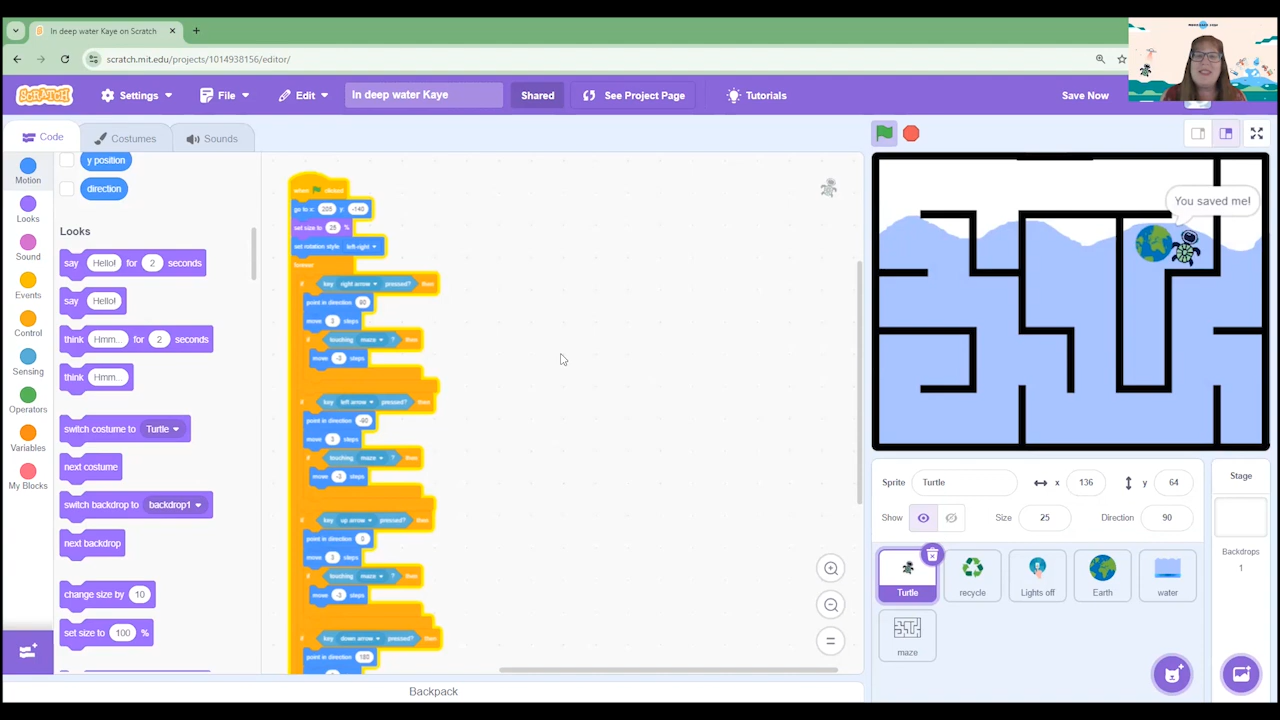 In deep water Kaye on Scratch
scratch.mit.edu/projects/1014938156/editor/
SCRATCH
Settings
File
Edit
In deep water Kaye
Shared
See Project Page
Tutorials
Save Now
Code
Costumes
Sounds
Motion
Looks
Sound
Events
Control
Sensing
Operators
Variables
My Blocks
y position
direction
Looks
say Hello! for 2 seconds
say Hello!
think Hmm... for 2 seconds
think Hmm...
switch costume to Turtle
next costume
switch backdrop to backdrop1
next backdrop
change size by 10
set size to 100 %
when clicked
go to x: 205 y: -140
set size to 25 %
set rotation style left-right
forever
if key right arrow pressed? then
point in direction 90
move 3 steps
if touching maze ? then
move -3 steps
if key left arrow pressed? then
point in direction -90
move 3 steps
if touching maze ? then
move -3 steps
if key up arrow pressed? then
point in direction 0
move 3 steps
if touching maze ? then
move -3 steps
if key down arrow pressed? then
point in direction 180
You saved me!
Sprite Turtle x 136 y 64
Show Size 25 Direction 90
Turtle
recycle
Lights off
Earth
water
maze
Stage
Backdrops
1
Backpack